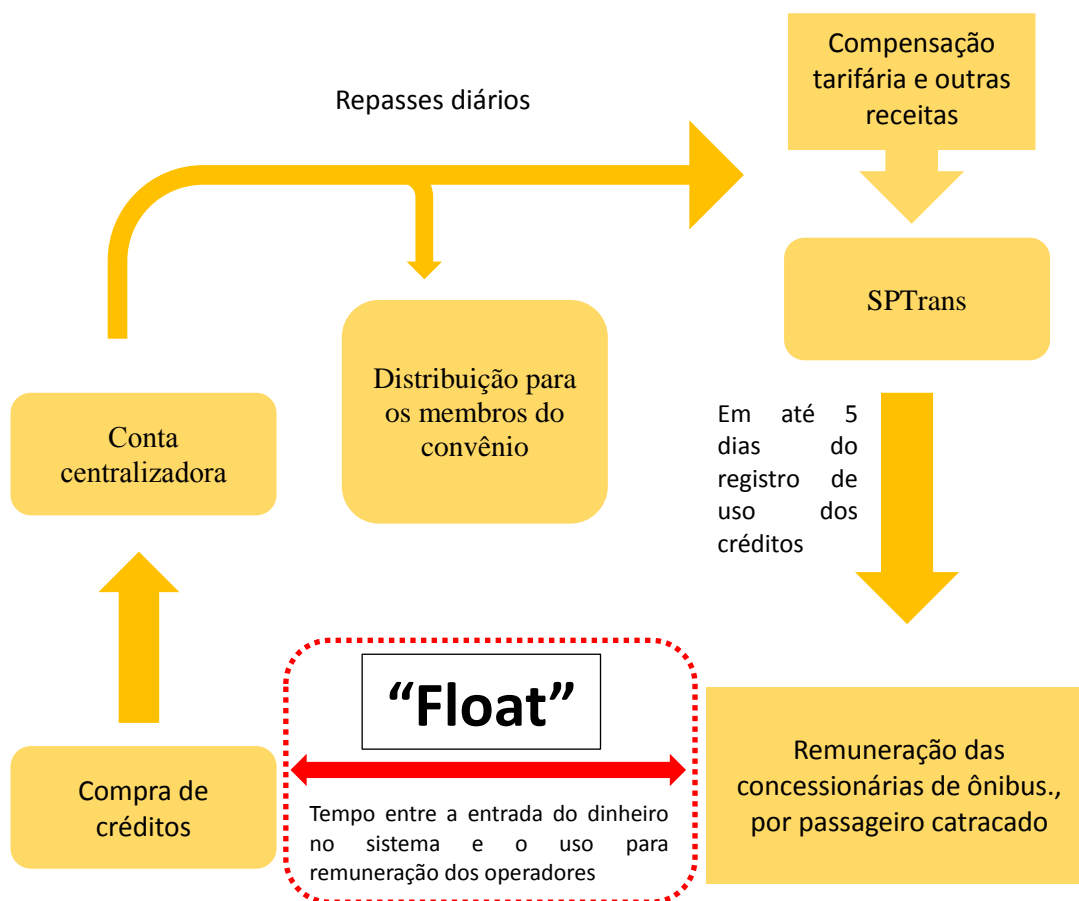 Compensação
tarifária e outras
receitas
Repasses diários
SPTrans
Distribuição para
os membros do
convênio
Em até 5
dias do
registro de
uso dos
créditos
Conta
centralizadora
“Float”
Compra de
créditos
Tempo entre a entrada do dinheiro
no sistema e o uso para
remuneração dos operadores
Remuneração das
concessionárias de ônibus.,
por passageiro catracado